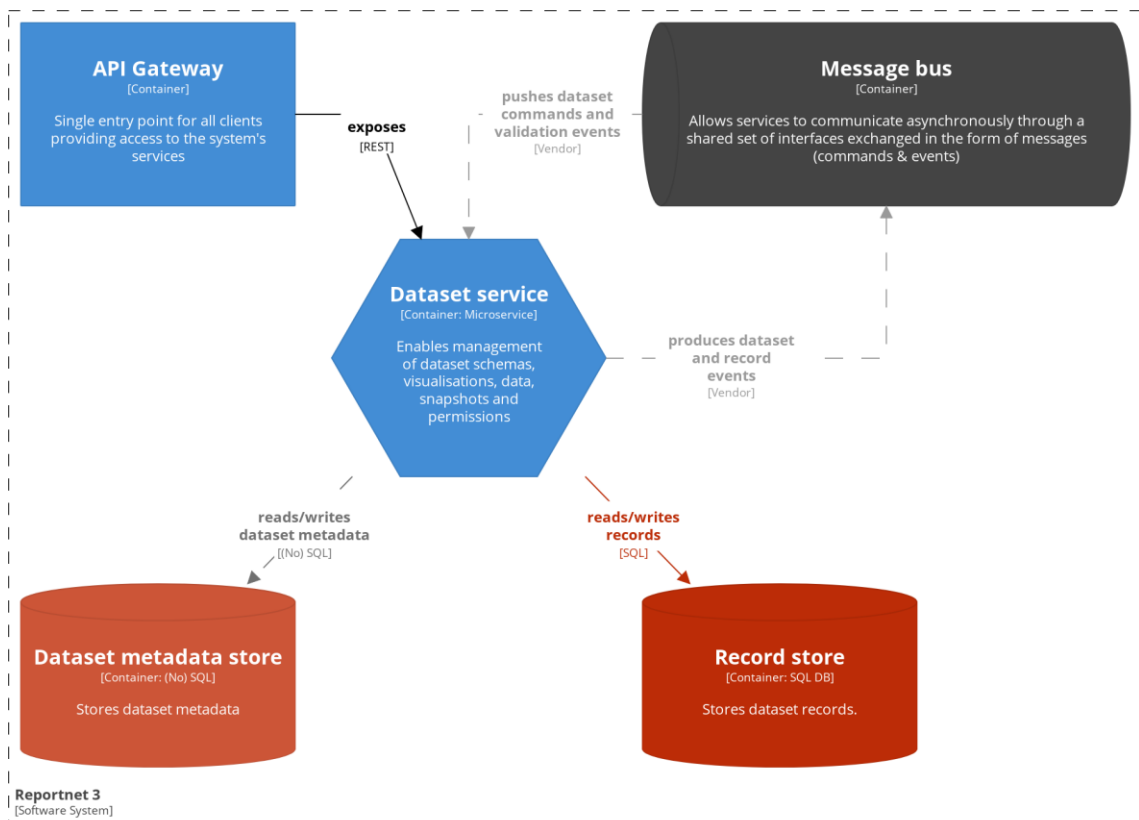 API Gateway
[Container]
Single entry point for all clients
providing access to the system's
services
exposes
[REST]
pushes dataset
commands and
validation events
[Vendor]
Message bus
[Container]
Allows services to communicate asynchronously through a
shared set of interfaces exchanged in the form of messages
(commands & events)
Dataset service
[Container: Microservice]
Enables management
of dataset schemas,
visualisations, data,
snapshots and
permissions
produces dataset
and record
events
[Vendor]
reads/writes
dataset metadata
[(No) SQL]
reads/writes
records
[SQL]
Dataset metadata store
[Container: (No) SQL]
Stores dataset metadata
Record store
[Container: SQL DB]
Stores dataset records.
Reportnet 3
[Software System]